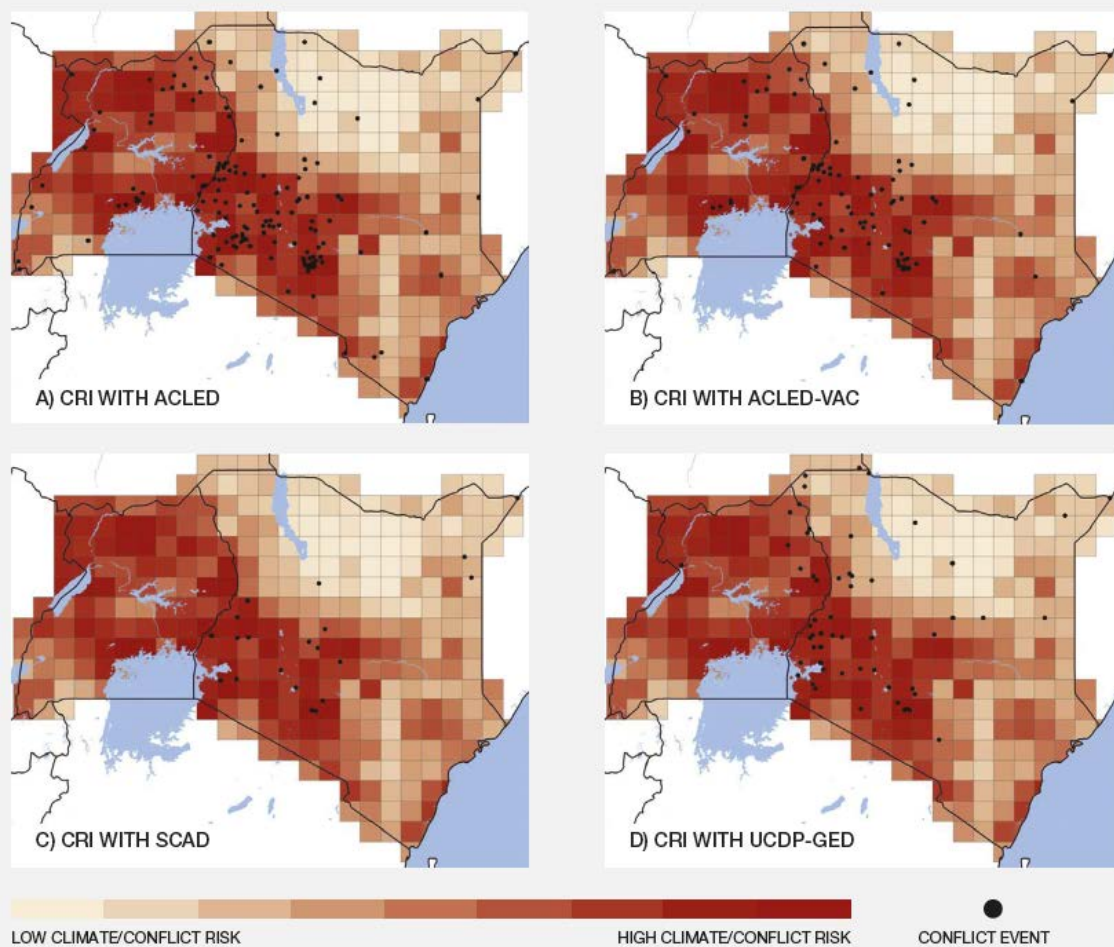 A) CRI WITH ACLED
B) CRI WITH ACLED-VAC
C) CRI WITH SCAD
D) CRI WITH UCDP-GED
LOW CLIMATE/CONFLICT RISK
HIGH CLIMATE/CONFLICT RISK
CONFLICT EVENT